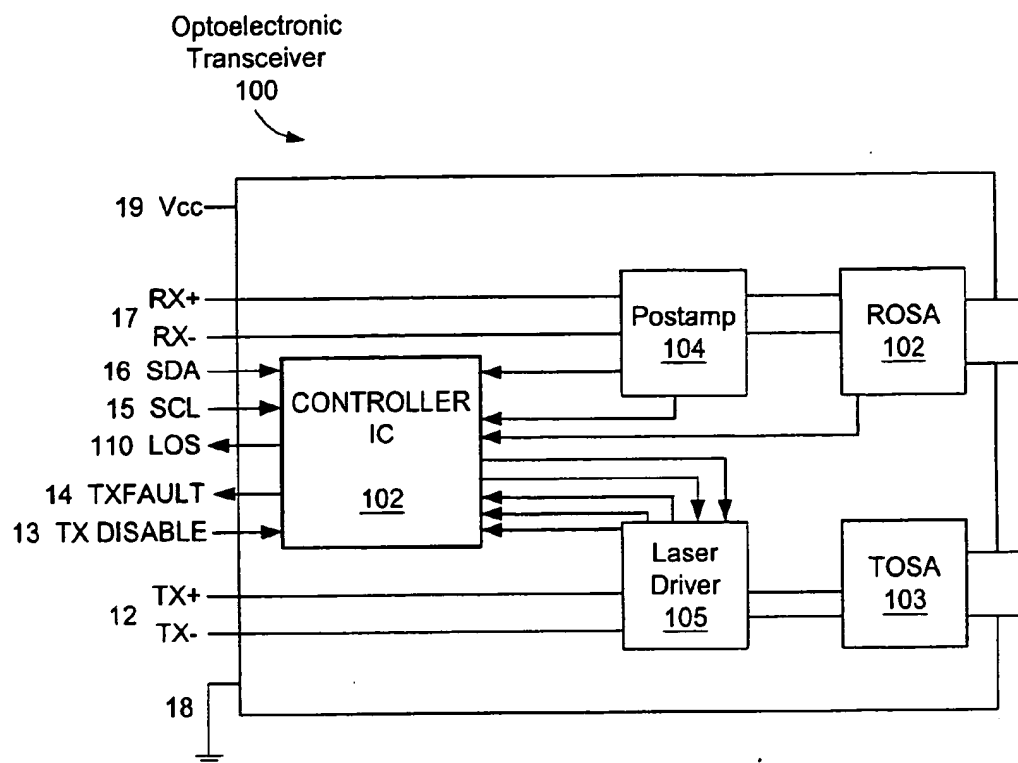 Optoelectronic
Transceiver
100
19 Vcc
RX+
17
RX-
16 SDA
15 SCL
110 LOS
14 TXFAULT
13 TX DISABLE
TX+
12
TX-
18
CONTROLLER
IC
102
Postamp
104
ROSA
102
Laser
Driver
105
TOSA
103